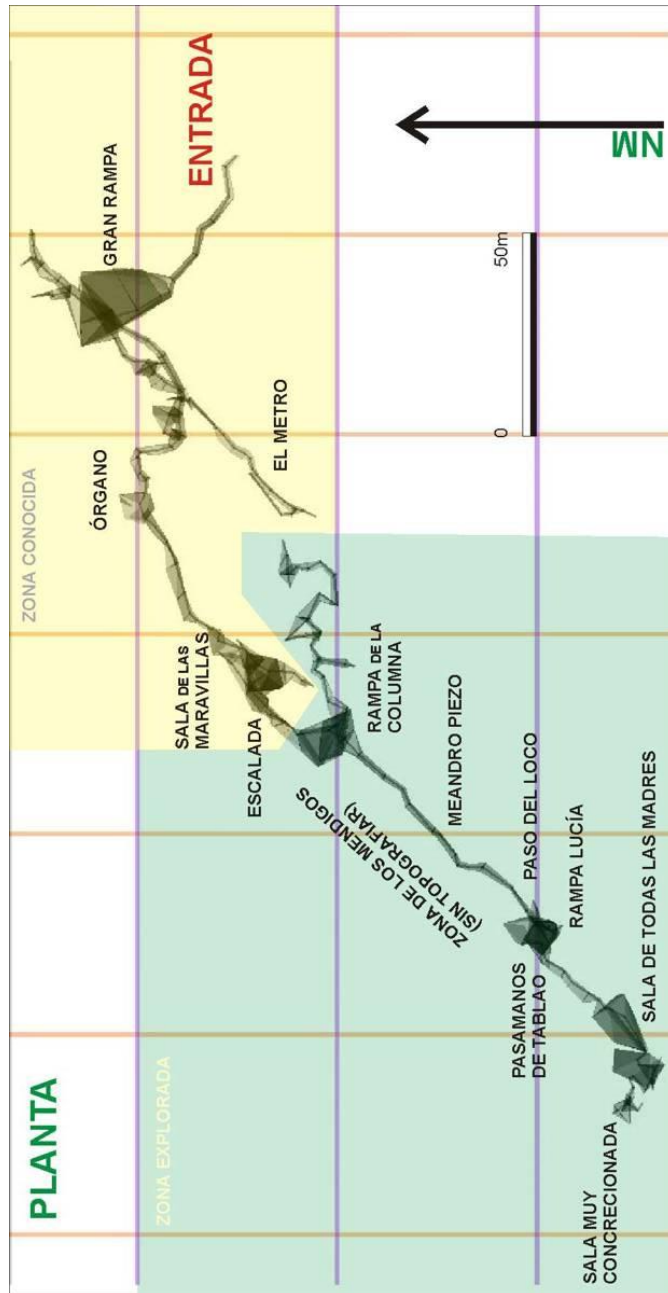 PLANTA
ZONA EXPLORADA
ZONA CONOCIDA
ÓRGANO
GRAN RAMPA
ENTRADA
SALA DE LAS
MARAVILLAS
ESCALADA
EL METRO
ZONA DE LOS MENDIGOS
(SIN TOPOGRAFIAR)
RAMPA DE LA
COLUMNA
MEANDRO PIEZO
PASO DEL LOCO
RAMPA LUCÍA
PASAMANOS
DE TABLAO
SALA DE TODAS LAS MADRES
SALA MUY
CONCRECIONADA
0
50m
NM